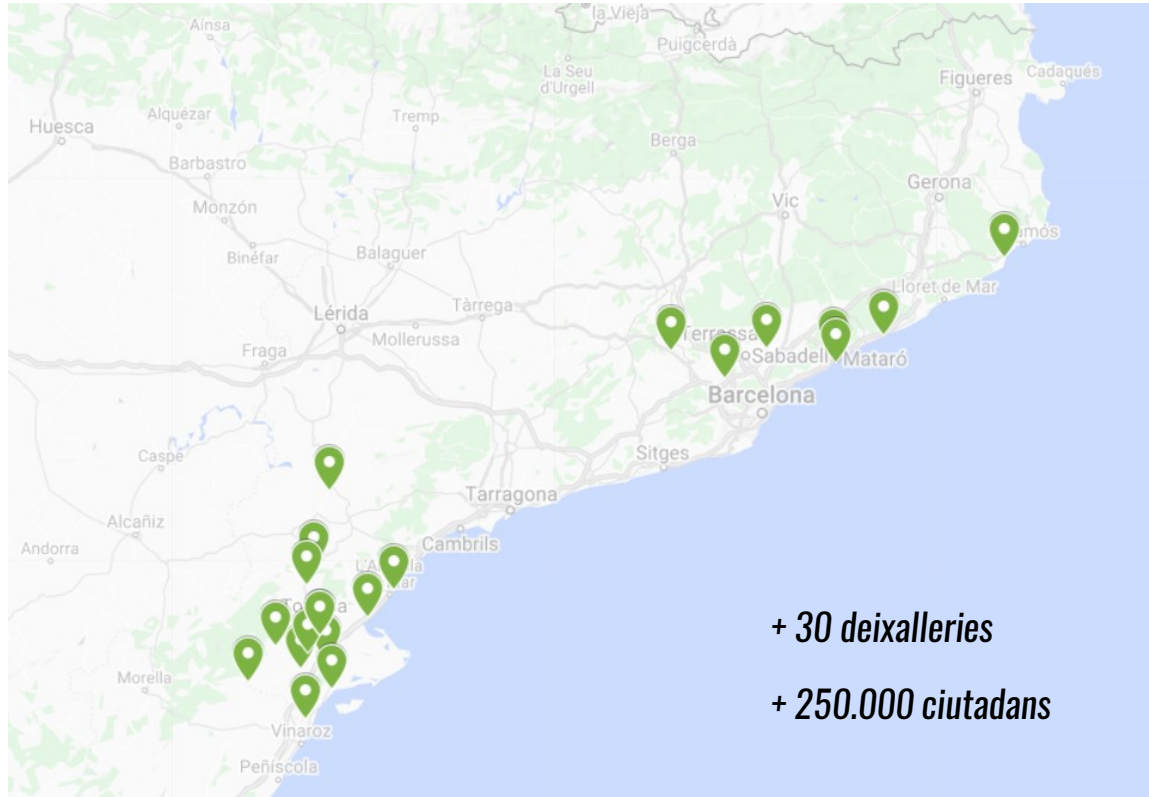 la Vieja
Ainsa
Puigcerdà
La Seu
d'Urgell
Figueres
Cadaqués
Alquézar
Tremp
Huesca
Berga
Barbastro
Gerona
Monzón
Vic
Binéfar
Balaguer
Lloret de Mar
Lérida
Tàrrega
Mollerussa
Terrassa
Sabadell
Mataró
Fraga
Barcelona
Caspe
Sitges
Tarragona
Alcañiz
Cambrils
Andorra
+ 30 deixalleries
Morella
+ 250.000 ciutadans
Vinaroz
Peñíscola